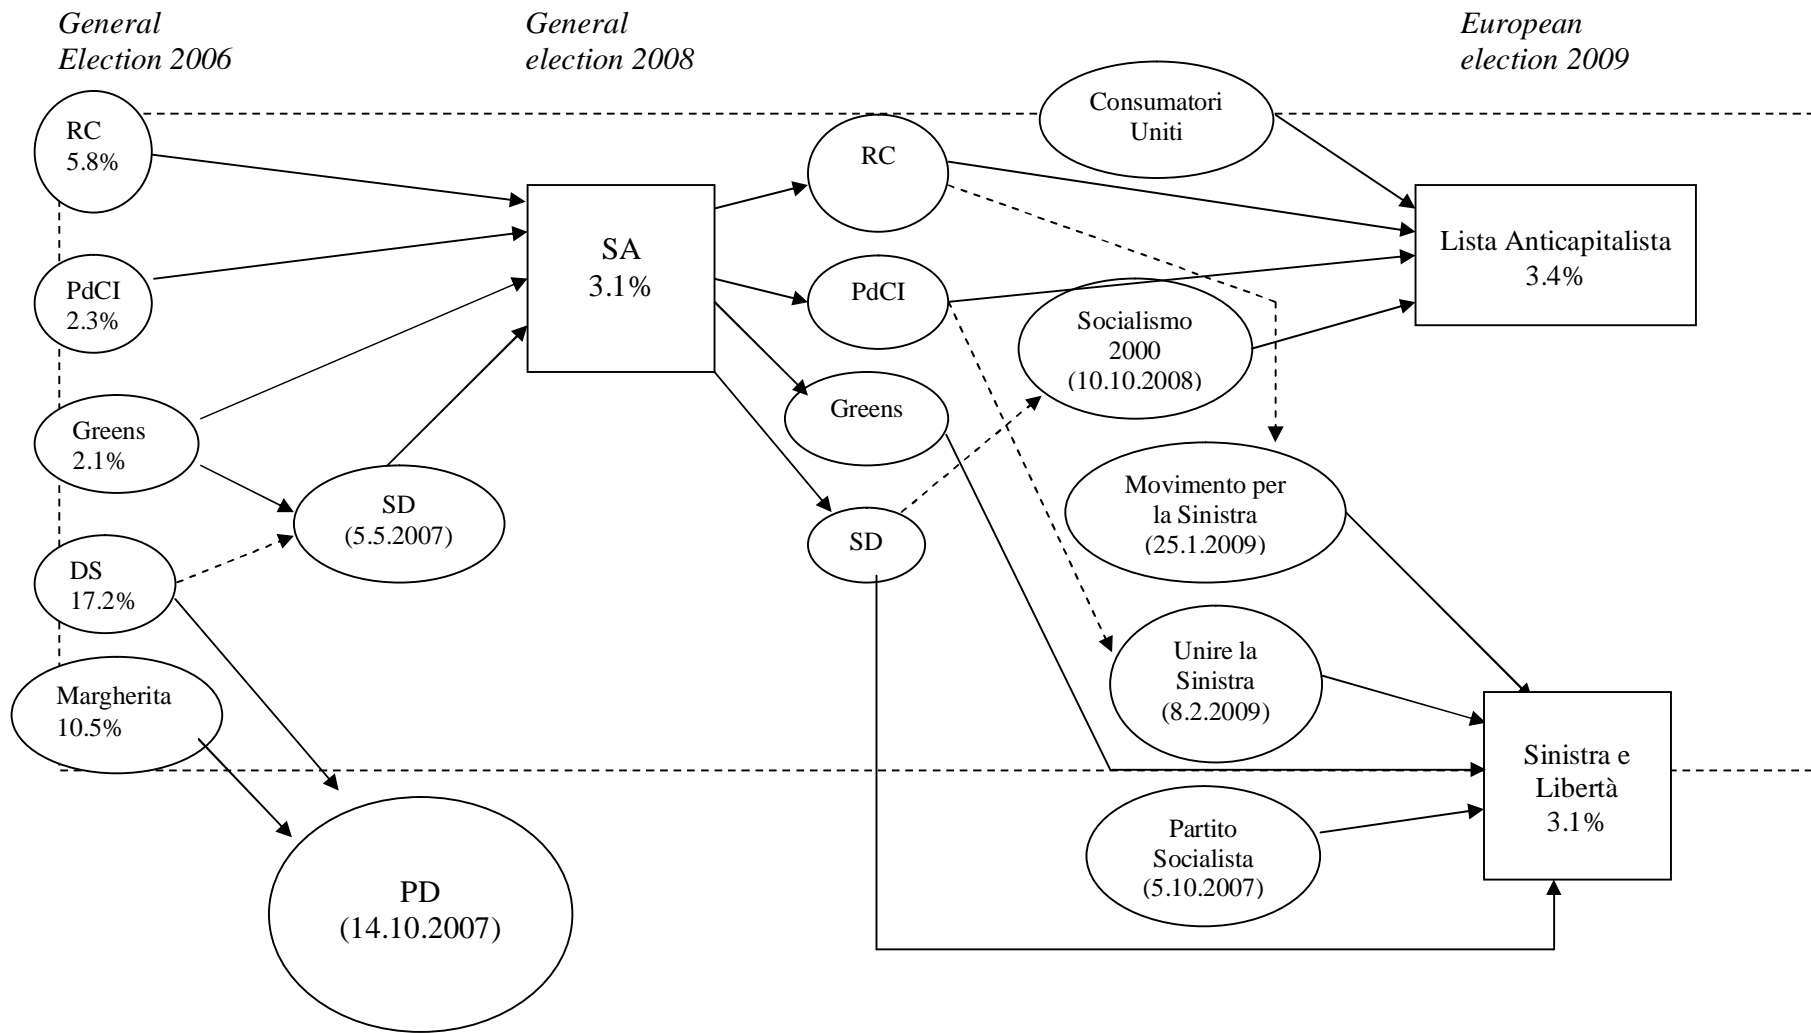 General
Election 2006
General
election 2008
European
election 2009
RC
5.8%
PdCI
2.3%
Greens
2.1%
DS
17.2%
Margherita
10.5%
SD
(5.5.2007)
PD
(14.10.2007)
SA
3.1%
RC
PdCI
Greens
SD
Consumatori
Uniti
Socialismo
2000
(10.10.2008)
Movimento per
la Sinistra
(25.1.2009)
Unire la
Sinistra
(8.2.2009)
Partito
Socialista
(5.10.2007)
Lista Anticapitalista
3.4%
Sinistra e
Libertà
3.1%